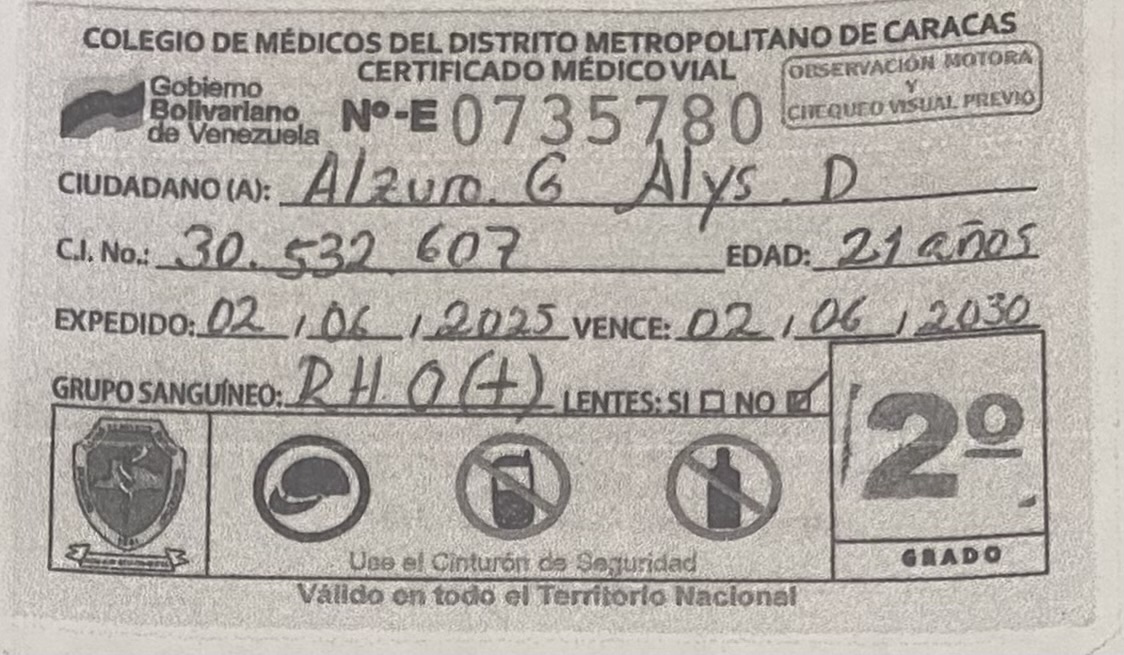 COLEGIO DE MÉDICOS DEL DISTRITO METROPOLITANO DE CARACAS
CERTIFICADO MÉDICO VIAL
OBSERVACIÓN MOTORA
Y
CHEQUEO VISUAL PREVIO
Gobierno
Bolivariano
de Venezuela
Nº-E 0735780
CIUDADANO (A): Alzuro. G Alys. D
C.I. No.: 30.532 607 EDAD: 21 años
EXPEDIDO: 02 / 06 / 2025 VENCE: 02 / 06 / 2030
GRUPO SANGUÍNEO: RH. O (+) LENTES: SI ☐ NO ☑
2º
GRADO
Use el Cinturón de Seguridad
Válido en todo el Territorio Nacional